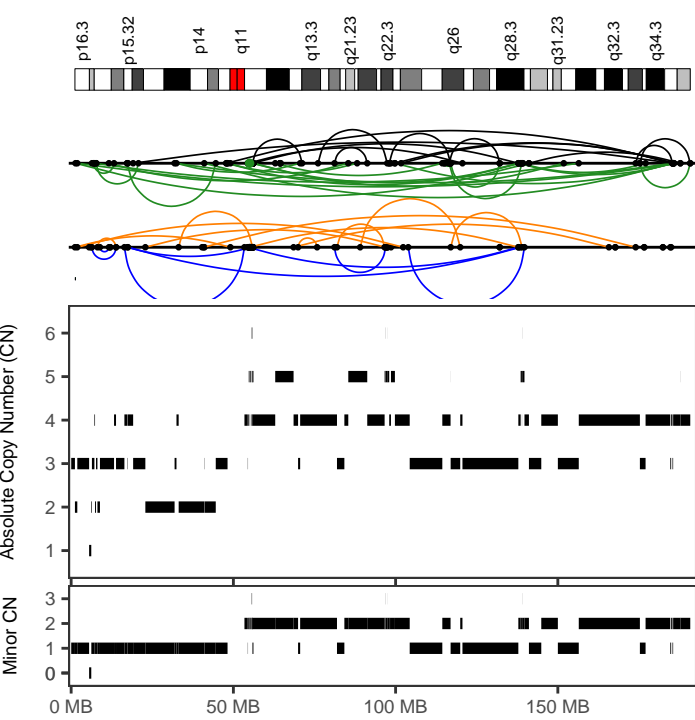 p16.3 p15.32 p14 q11 q13.3 q21.23 q22.3 q26 q28.3 q31.23 q32.3 q34.3
Absolute Copy Number (CN)
6
5
4
3
2
1
Minor CN
3
2
1
0
0 MB 50 MB 100 MB 150 MB